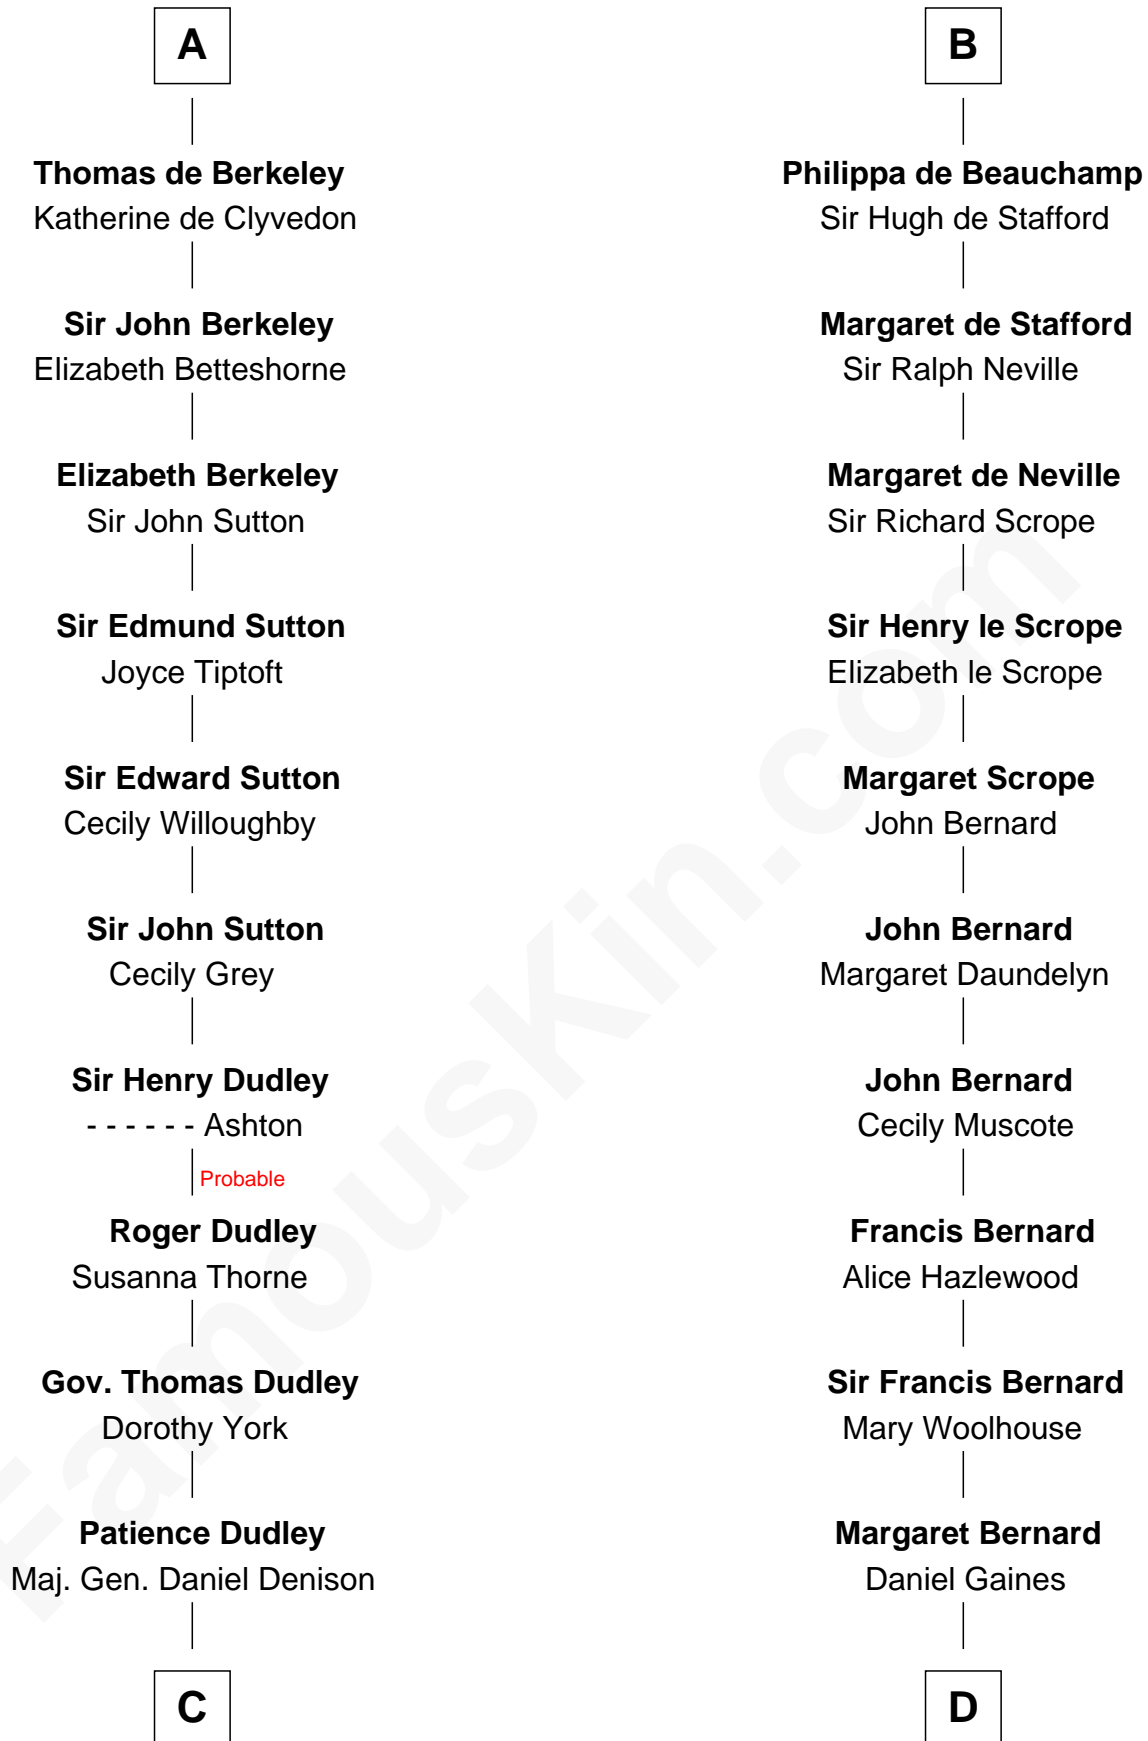 A
Thomas de Berkeley
Katherine de Clyvedon
Sir John Berkeley
Elizabeth Betteshorne
Elizabeth Berkeley
Sir John Sutton
Sir Edmund Sutton
Joyce Tiptoft
Sir Edward Sutton
Cecily Willoughby
Sir John Sutton
Cecily Grey
Sir Henry Dudley
- - - - - - Ashton
Probable
Roger Dudley
Susanna Thorne
Gov. Thomas Dudley
Dorothy York
Patience Dudley
Maj. Gen. Daniel Denison
C
B
Philippa de Beauchamp
Sir Hugh de Stafford
Margaret de Stafford
Sir Ralph Neville
Margaret de Neville
Sir Richard Scrope
Sir Henry le Scrope
Elizabeth le Scrope
Margaret Scrope
John Bernard
John Bernard
Margaret Daundelyn
John Bernard
Cecily Muscote
Francis Bernard
Alice Hazlewood
Sir Francis Bernard
Mary Woolhouse
Margaret Bernard
Daniel Gaines
D
FamousKin.com